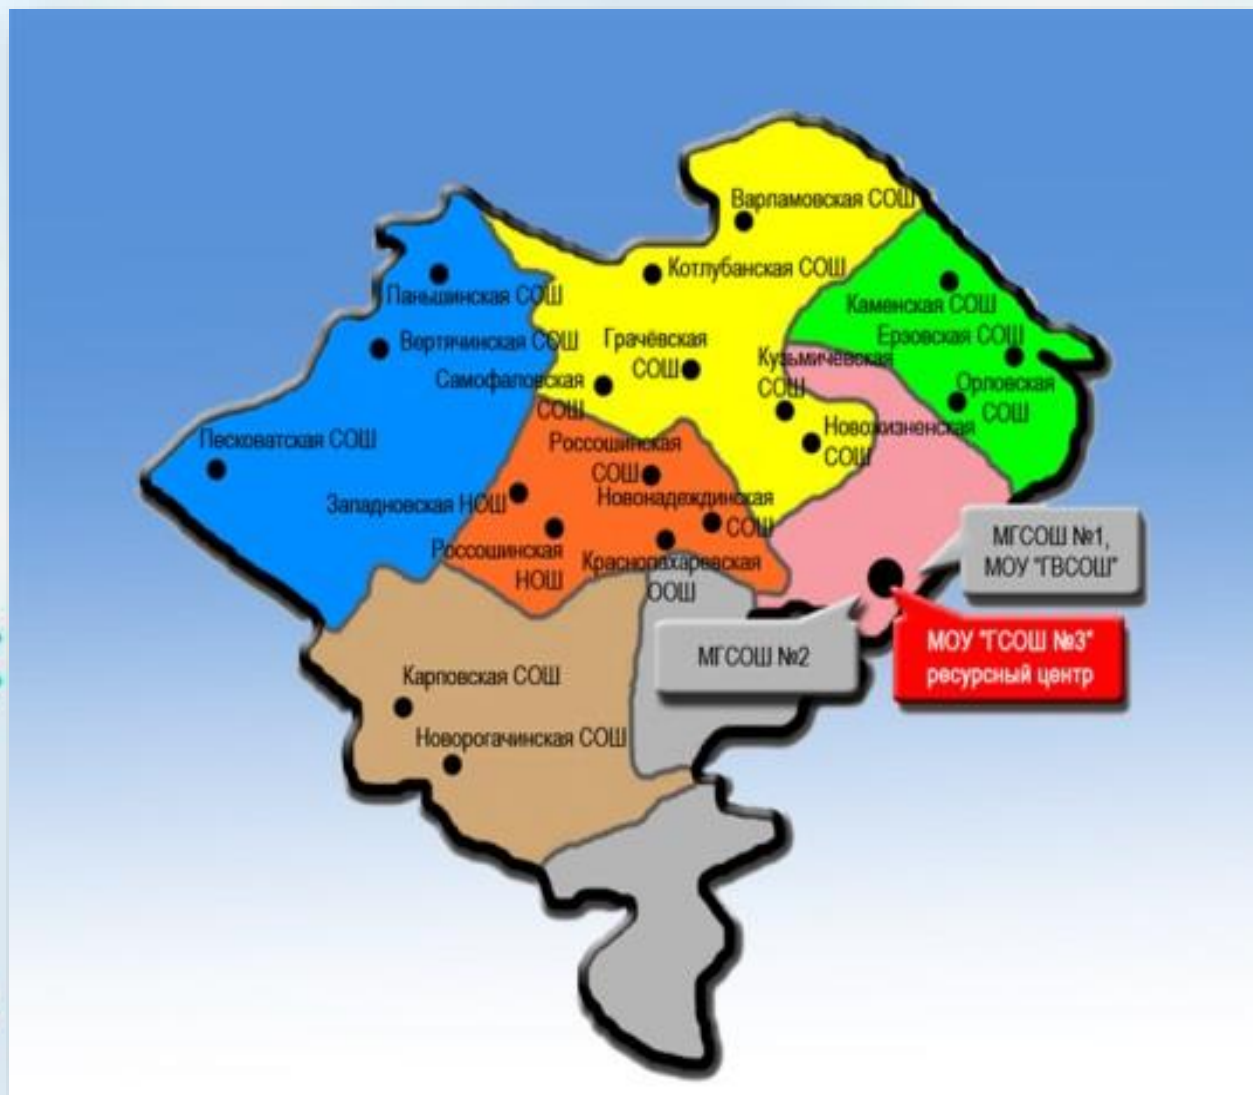 Варламовская СОШ
Котлубанская СОШ
Паньшинская СОШ
Каменская СОШ
Ерзовская СОШ
Вертячинская СОШ
Грачёвская
СОШ
Кузьмичёвская
СОШ
Самофаловская
СОШ
Орловская
СОШ
Песковатская СОШ
Россошинская
СОШ
Новожизненская
СОШ
Западновская НОШ
Новонадеждинская
СОШ
Россошинская
НОШ
Краснопахаревская
ООШ
МГСОШ №1,
МОУ "ГВСОШ"
МГСОШ №2
МОУ "ГСОШ №3"
ресурсный центр
Карповская СОШ
Новорогачинская СОШ